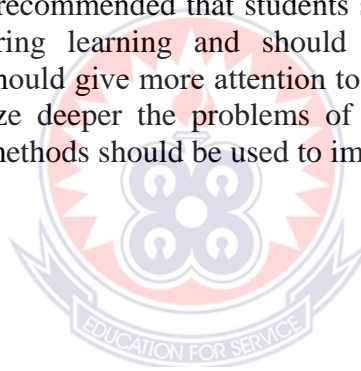 recommended that students s
ring learning and should
hould give more attention to
ze deeper the problems of
nethods should be used to im
EDUCATION FOR SERVICE